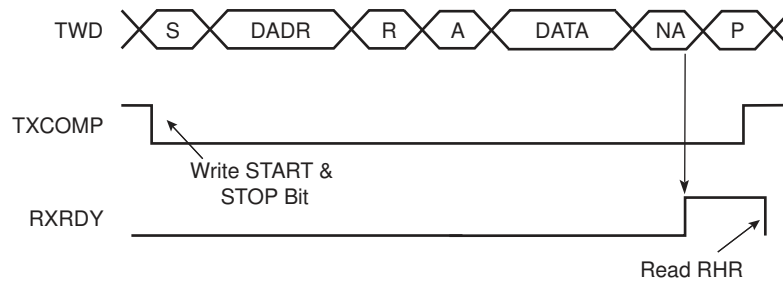 TWD S DADR R A DATA NA P
TXCOMP
Write START &
STOP Bit
RXRDY
Read RHR